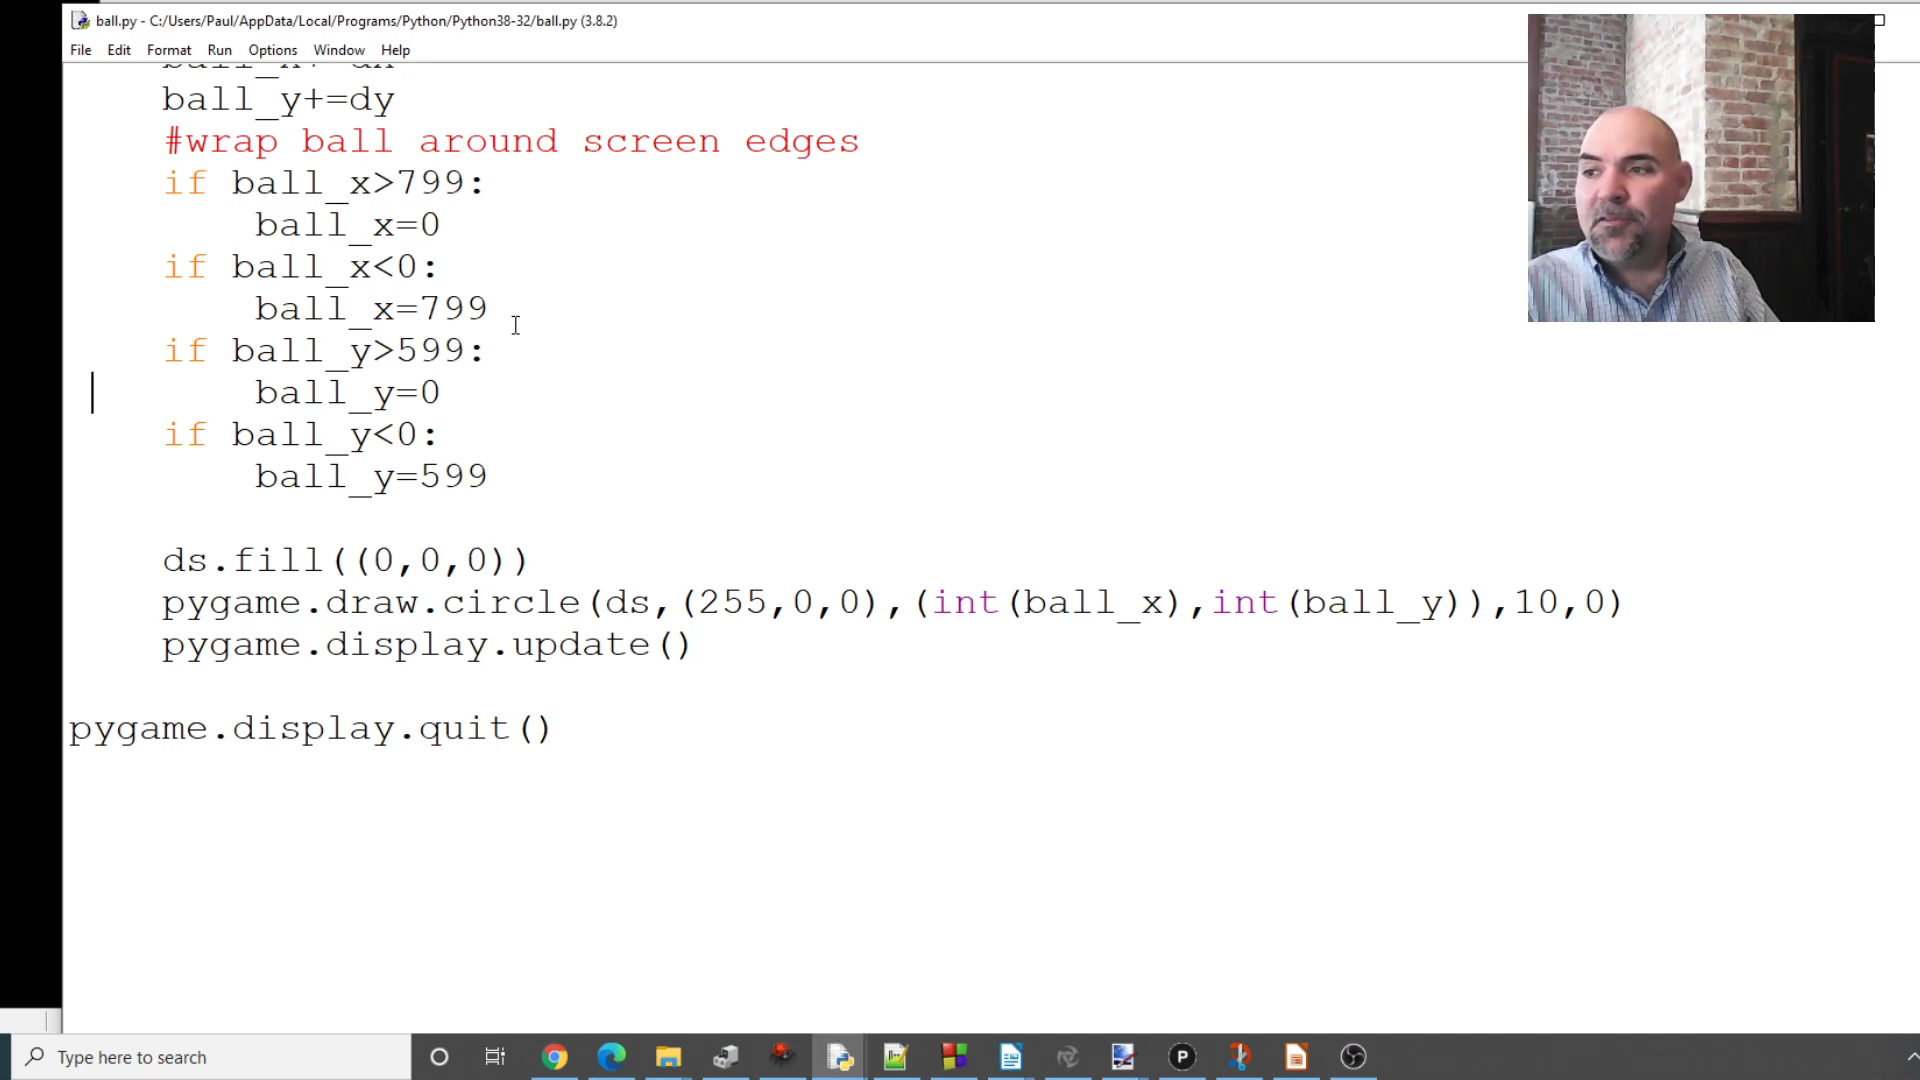 ball.py - C:/Users/Paul/AppData/Local/Programs/Python/Python38-32/ball.py (3.8.2)
File Edit Format Run Options Window Help
ball_y+=dy
#wrap ball around screen edges
if ball_x>799:
ball_x=0
if ball_x<0:
ball_x=799
if ball_y>599:
ball_y=0
if ball_y<0:
ball_y=599
ds.fill((0,0,0))
pygame.draw.circle(ds,(255,0,0),(int(ball_x),int(ball_y)),10,0)
pygame.display.update()
pygame.display.quit()
Type here to search